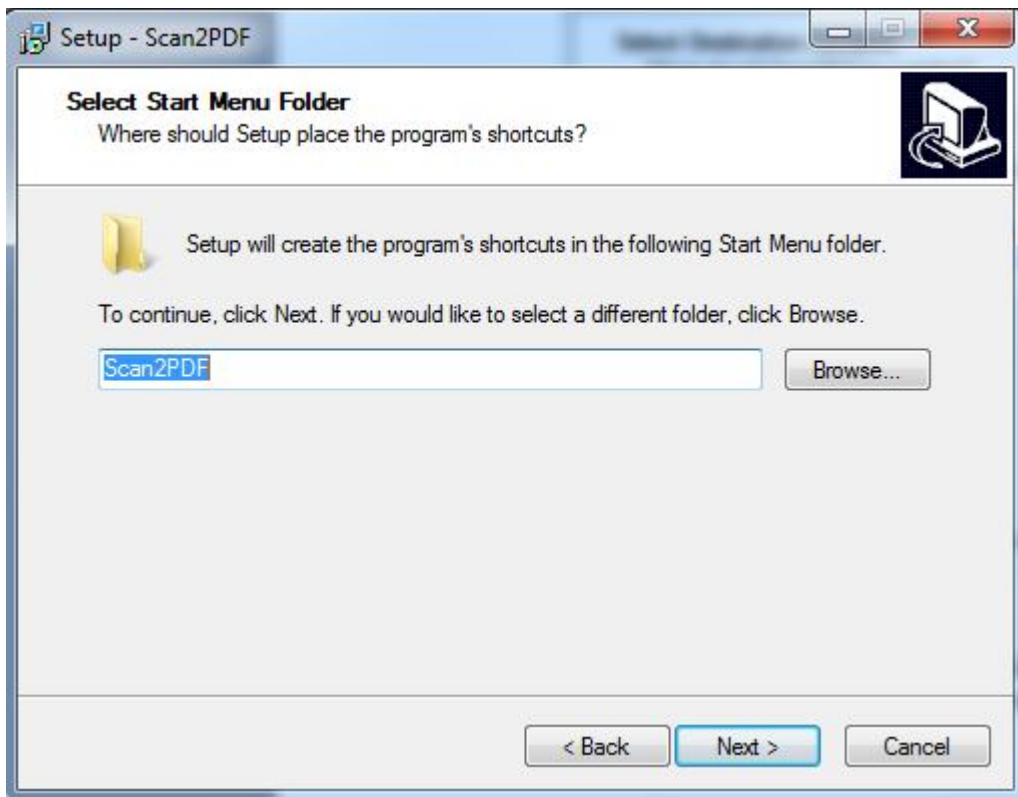 Setup - Scan2PDF
Select Start Menu Folder
Where should Setup place the program's shortcuts?
Setup will create the program's shortcuts in the following Start Menu folder.
To continue, click Next. If you would like to select a different folder, click Browse.
Scan2PDF
Browse...
< Back
Next >
Cancel